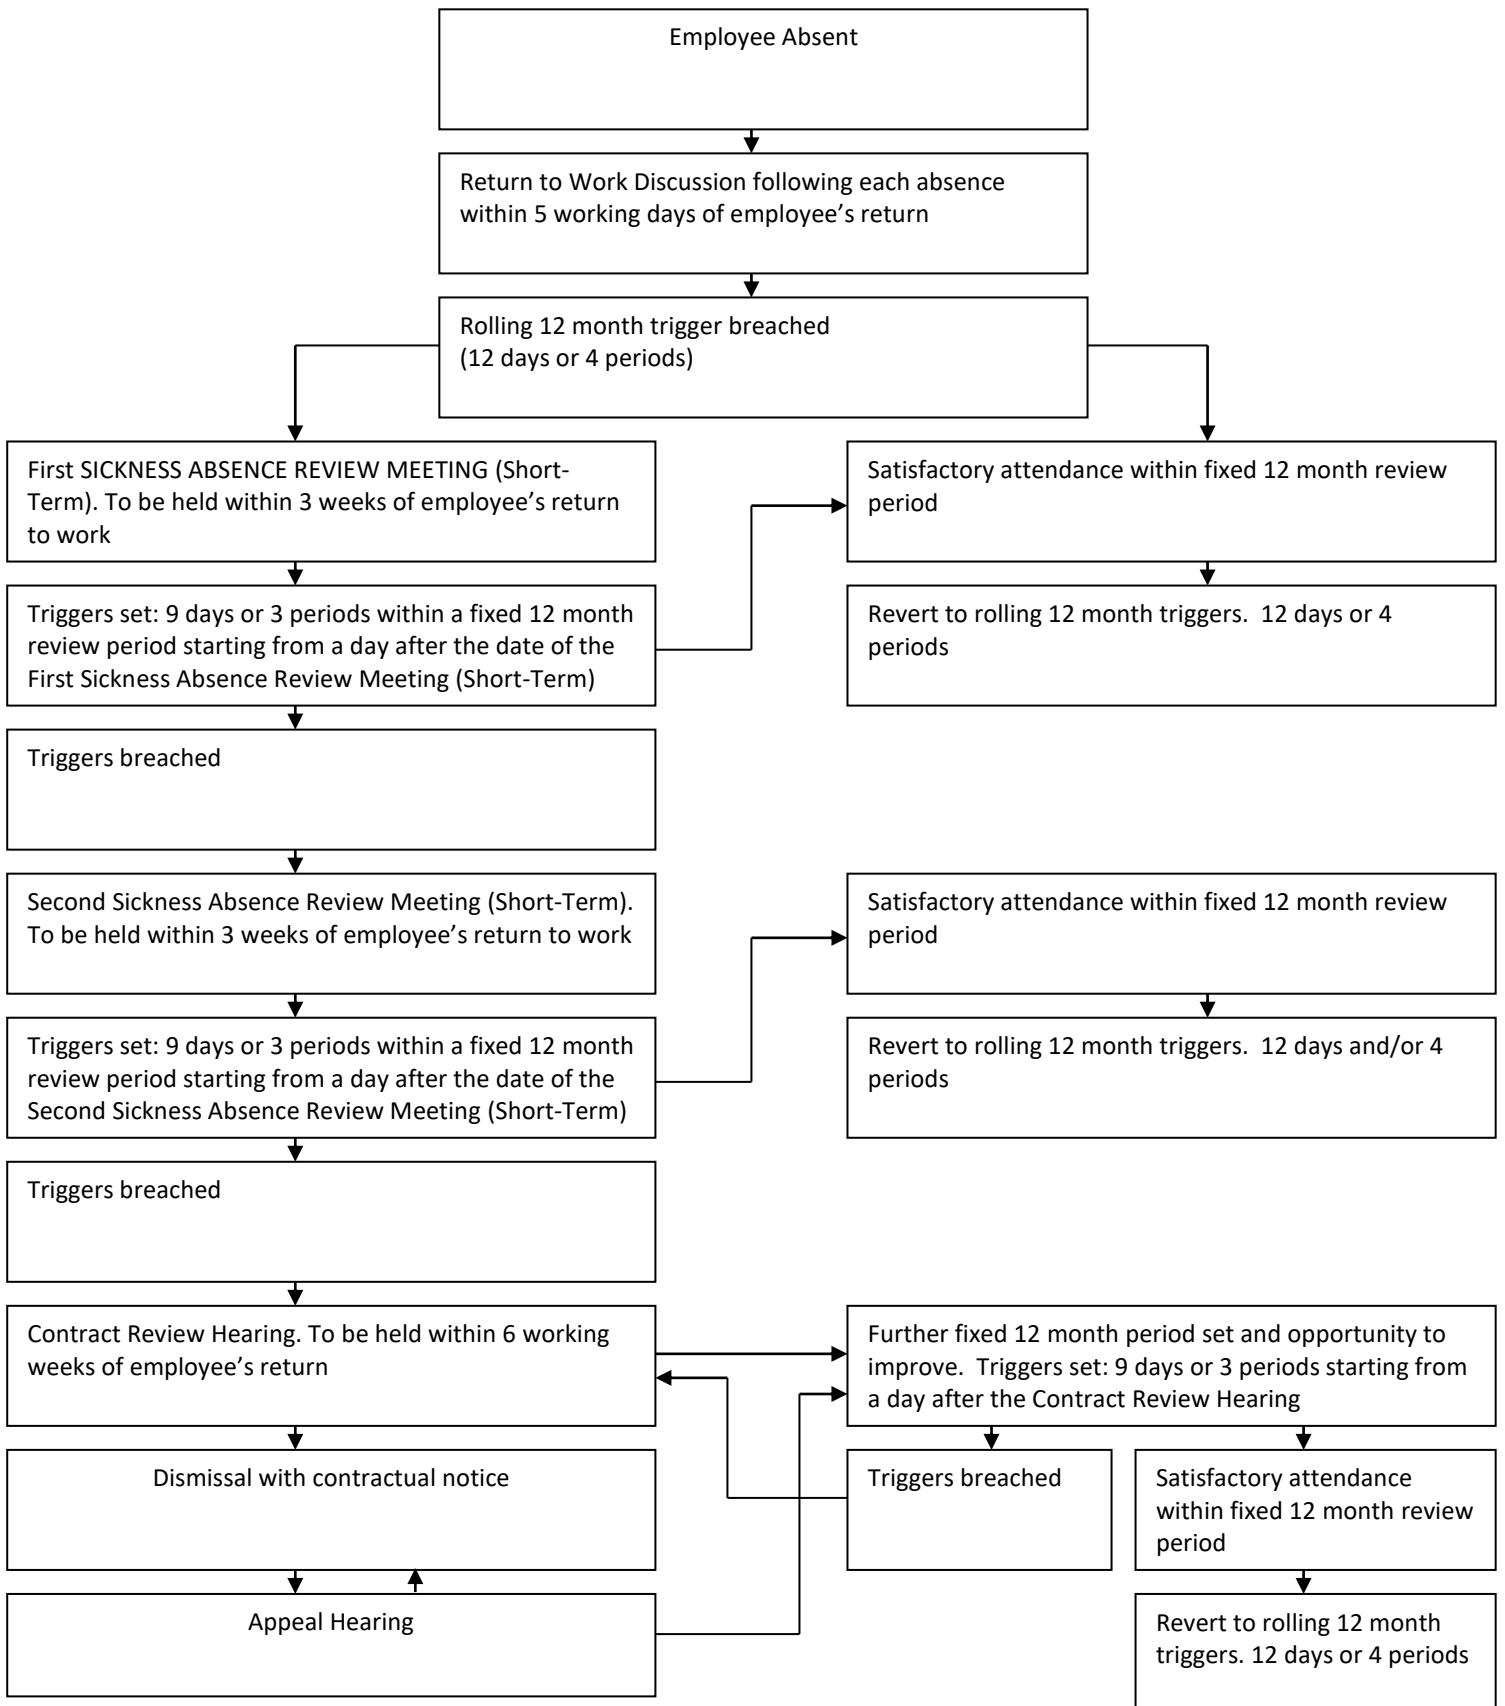 Employee Absent
Return to Work Discussion following each absence
within 5 working days of employee’s return
Rolling 12 month trigger breached
(12 days or 4 periods)
First SICKNESS ABSENCE REVIEW MEETING (Short-
Term). To be held within 3 weeks of employee’s return
to work
Satisfactory attendance within fixed 12 month review
period
Triggers set: 9 days or 3 periods within a fixed 12 month
review period starting from a day after the date of the
First Sickness Absence Review Meeting (Short-Term)
Revert to rolling 12 month triggers.  12 days or 4
periods
Triggers breached
Second Sickness Absence Review Meeting (Short-Term).
To be held within 3 weeks of employee’s return to work
Satisfactory attendance within fixed 12 month review
period
Triggers set: 9 days or 3 periods within a fixed 12 month
review period starting from a day after the date of the
Second Sickness Absence Review Meeting (Short-Term)
Revert to rolling 12 month triggers.  12 days and/or 4
periods
Triggers breached
Contract Review Hearing. To be held within 6 working
weeks of employee’s return
Further fixed 12 month period set and opportunity to
improve.  Triggers set: 9 days or 3 periods starting from
a day after the Contract Review Hearing
Dismissal with contractual notice
Triggers breached
Satisfactory attendance
within fixed 12 month review
period
Appeal Hearing
Revert to rolling 12 month
triggers. 12 days or 4 periods